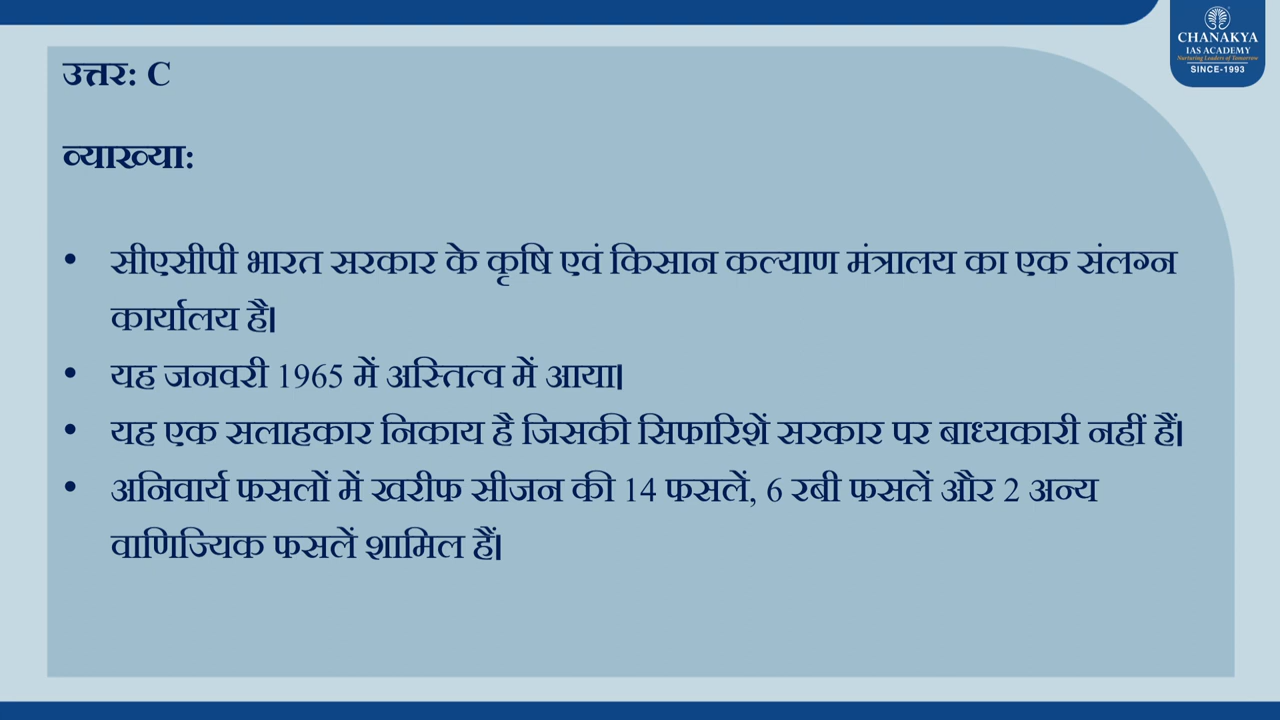 CHANAKYA
IAS ACADEMY
Nurturing Leaders of Tomorrow
SINCE-1993
उत्तर: C
व्याख्या:
• सीएसीपी भारत सरकार के कृषि एवं किसान कल्याण मंत्रालय का एक संलग्न
कार्यालय है।
• यह जनवरी 1965 में अस्तित्व में आया।
• यह एक सलाहकार निकाय है जिसकी सिफारिशें सरकार पर बाध्यकारी नहीं हैं।
• अनिवार्य फसलों में खरीफ सीजन की 14 फसलें, 6 रबी फसलें और 2 अन्य
वाणिज्यिक फसलें शामिल हैं।